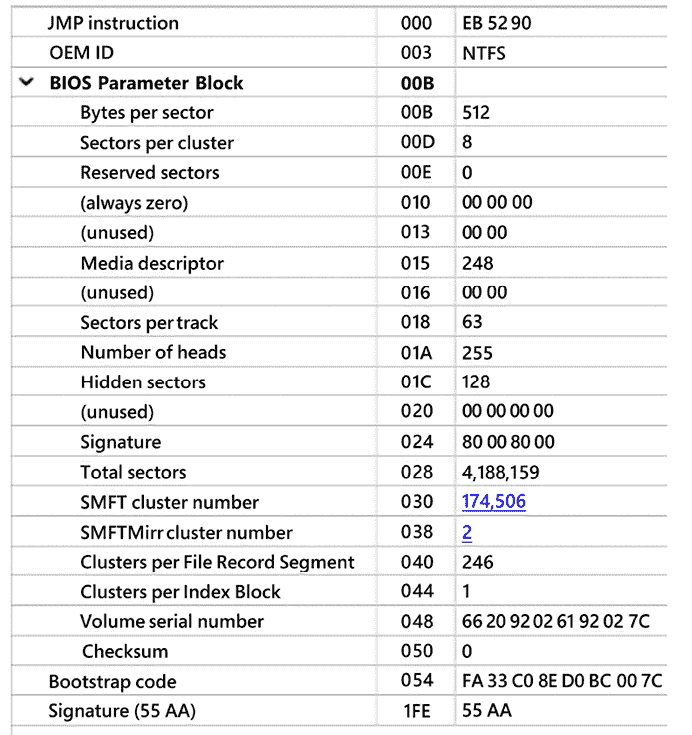 JMP instruction 000 EB 52 90
OEM ID 003 NTFS
BIOS Parameter Block 00B
Bytes per sector 00B 512
Sectors per cluster 00D 8
Reserved sectors 00E 0
(always zero) 010 00 00 00
(unused) 013 00 00
Media descriptor 015 248
(unused) 016 00 00
Sectors per track 018 63
Number of heads 01A 255
Hidden sectors 01C 128
(unused) 020 00 00 00 00
Signature 024 80 00 80 00
Total sectors 028 4,188,159
SMFT cluster number 030 174,506
SMFTMirr cluster number 038 2
Clusters per File Record Segment 040 246
Clusters per Index Block 044 1
Volume serial number 048 66 20 92 02 61 92 02 7C
Checksum 050 0
Bootstrap code 054 FA 33 C0 8E D0 BC 00 7C
Signature (55 AA) 1FE 55 AA